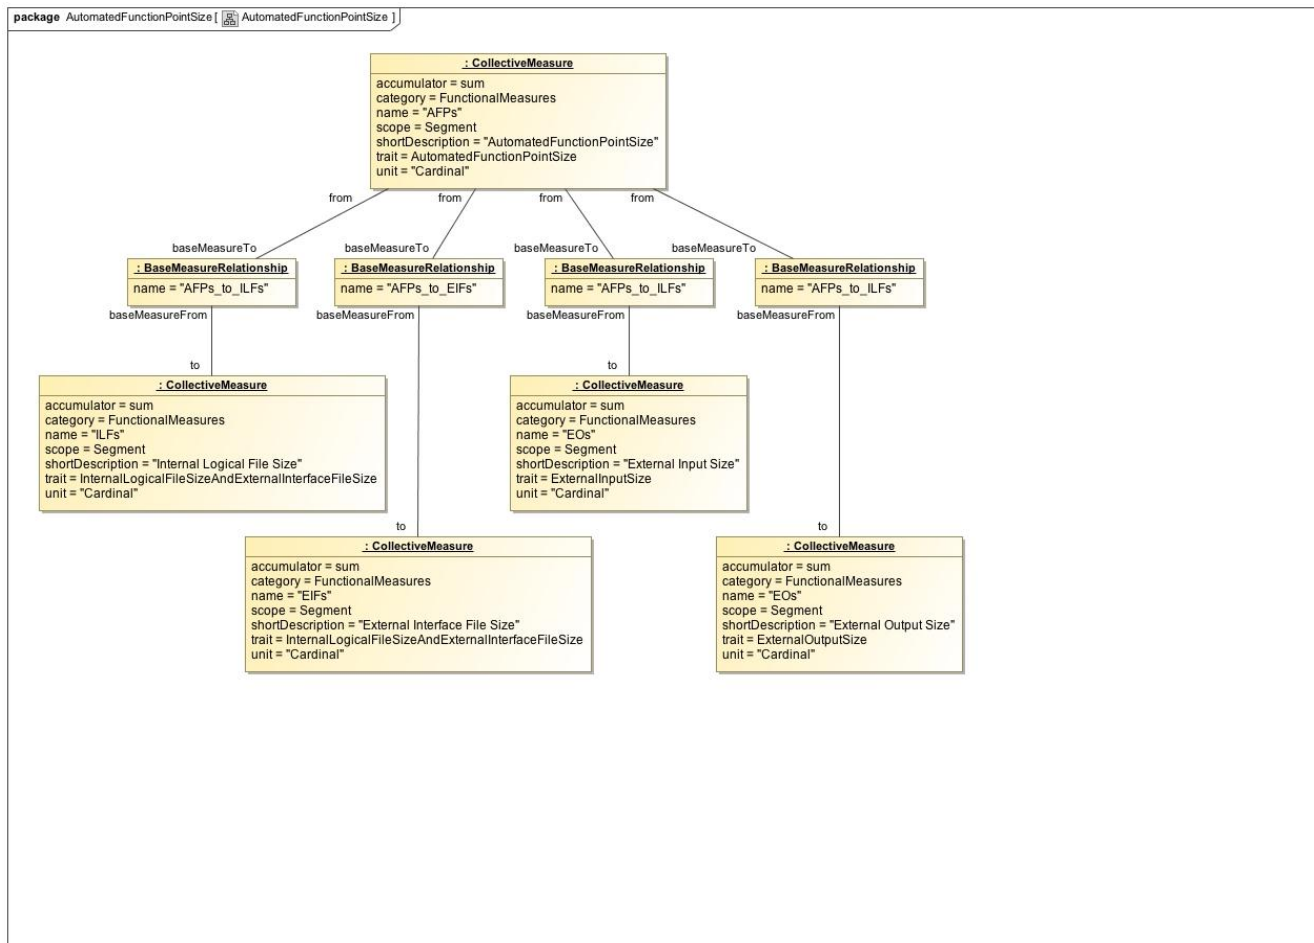 package AutomatedFunctionPointSize [ AutomatedFunctionPointSize ]
: CollectiveMeasure
accumulator = sum
category = FunctionalMeasures
name = "AFPs"
scope = Segment
shortDescription = "AutomatedFunctionPointSize"
trait = AutomatedFunctionPointSize
unit = "Cardinal"
from from from from
baseMeasureTo baseMeasureTo baseMeasureTo baseMeasureTo
: BaseMeasureRelationship
name = "AFPs_to_ILFs"
: BaseMeasureRelationship
name = "AFPs_to_EIFs"
: BaseMeasureRelationship
name = "AFPs_to_ILFs"
: BaseMeasureRelationship
name = "AFPs_to_ILFs"
baseMeasureFrom baseMeasureFrom baseMeasureFrom baseMeasureFrom
to to
: CollectiveMeasure
accumulator = sum
category = FunctionalMeasures
name = "ILFs"
scope = Segment
shortDescription = "Internal Logical File Size"
trait = InternalLogicalFileSizeAndExternalInterfaceFileSize
unit = "Cardinal"
: CollectiveMeasure
accumulator = sum
category = FunctionalMeasures
name = "EOs"
scope = Segment
shortDescription = "External Input Size"
trait = ExternalInputSize
unit = "Cardinal"
to to
: CollectiveMeasure
accumulator = sum
category = FunctionalMeasures
name = "EIFs"
scope = Segment
shortDescription = "External Interface File Size"
trait = InternalLogicalFileSizeAndExternalInterfaceFileSize
unit = "Cardinal"
: CollectiveMeasure
accumulator = sum
category = FunctionalMeasures
name = "EOs"
scope = Segment
shortDescription = "External Output Size"
trait = ExternalOutputSize
unit = "Cardinal"